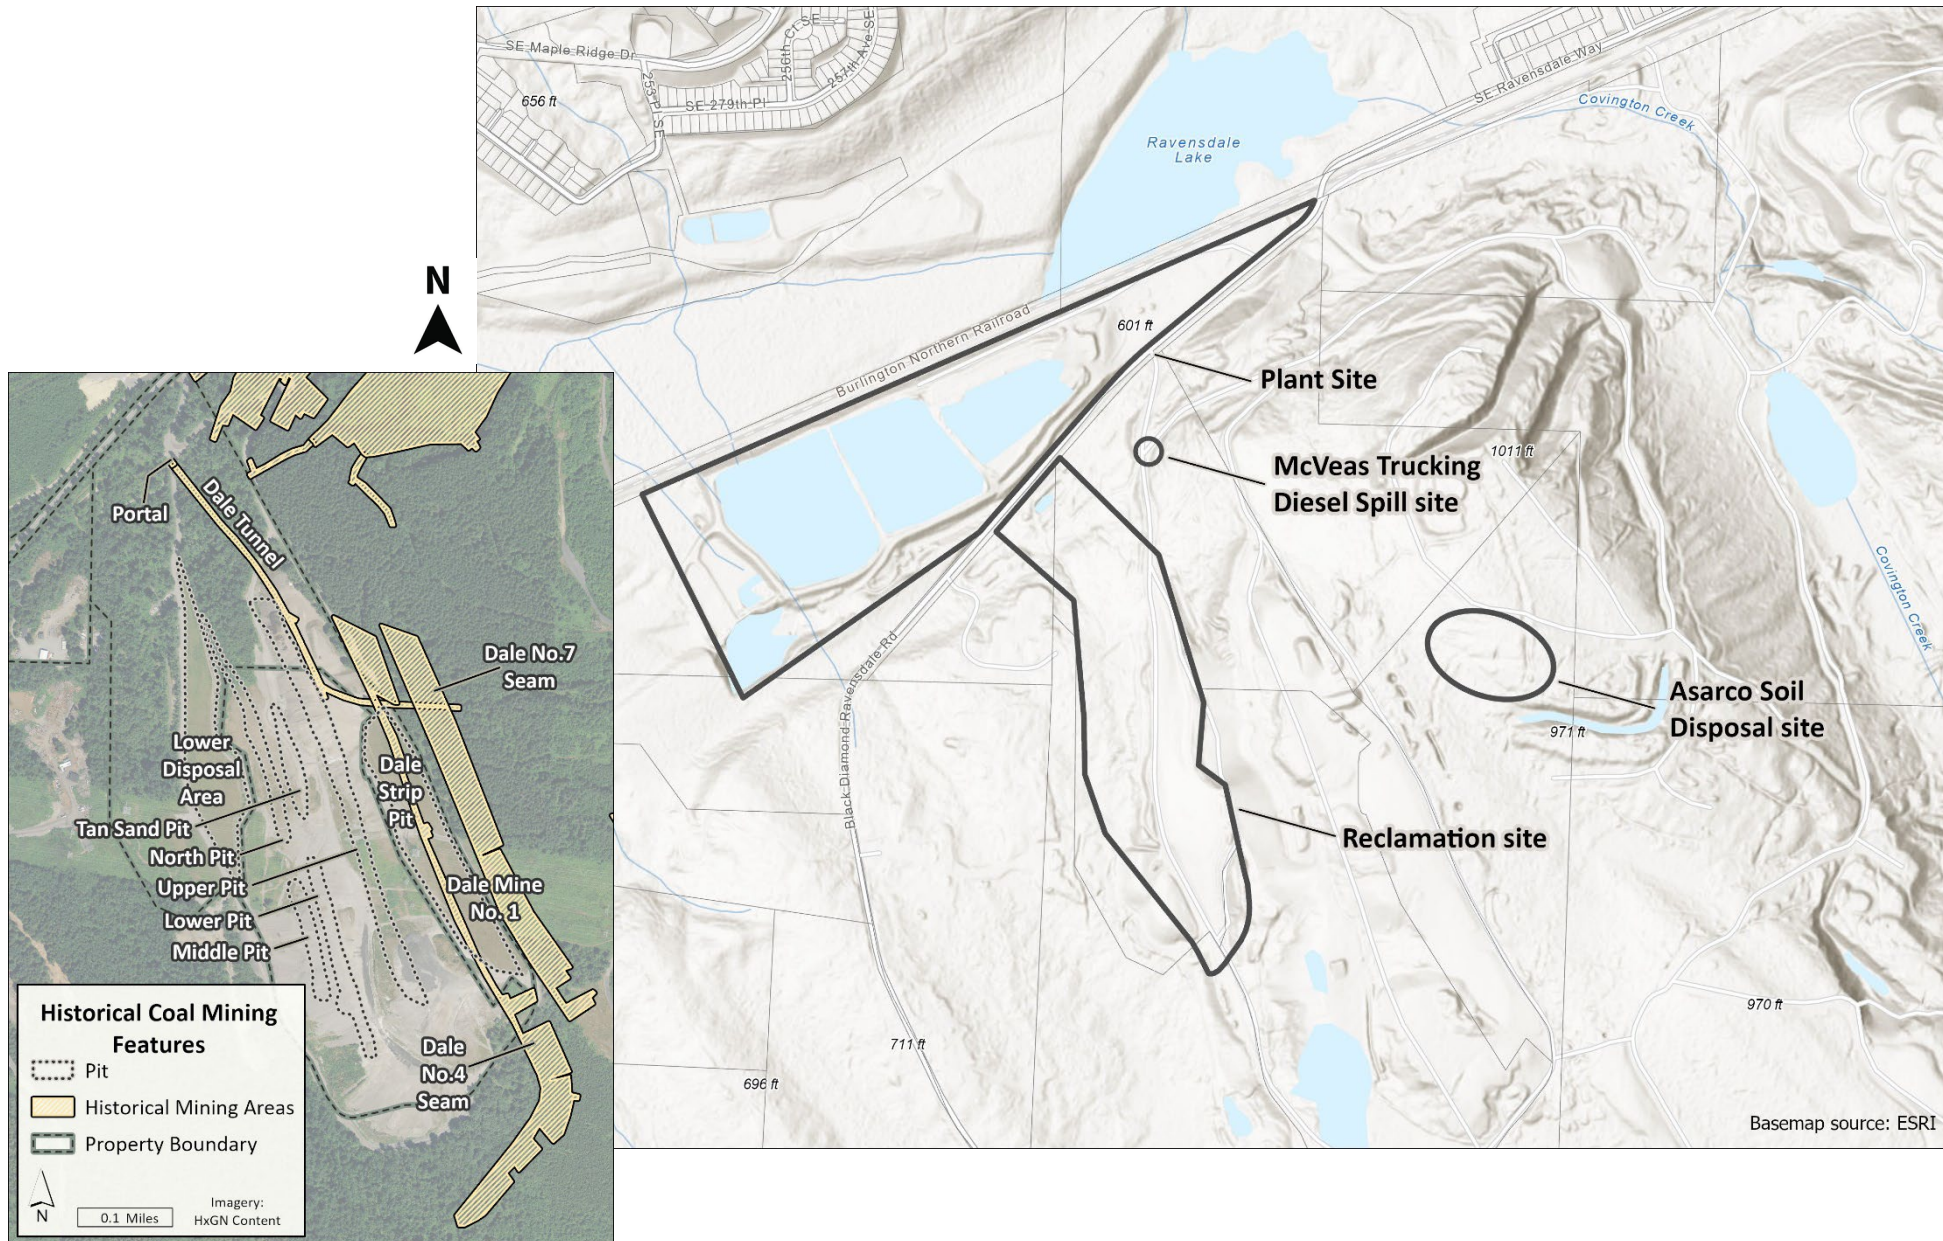 SE Maple Ridge Dr
656 ft
253 Pl SE
SE 279th Pl
256th Ct SE
257th Ave SE
SE Ravensdale Way
Covington Creek
Ravensdale
Lake
Burlington Northern Railroad
601 ft
Plant Site
McVeas Trucking
Diesel Spill site
1011 ft
Covington Creek
Asarco Soil
Disposal site
971 ft
Black Diamond Ravensdale Rd
Reclamation site
970 ft
711 ft
696 ft
Basemap source: ESRI
N
Portal
Dale Tunnel
Dale No.7
Seam
Lower
Disposal
Area
Dale
Strip
Pit
Tan Sand Pit
North Pit
Upper Pit
Lower Pit
Middle Pit
Dale Mine
No. 1
Dale
No.4
Seam
Historical Coal Mining
Features
Pit
Historical Mining Areas
Property Boundary
N
0.1 Miles
Imagery:
HxGN Content